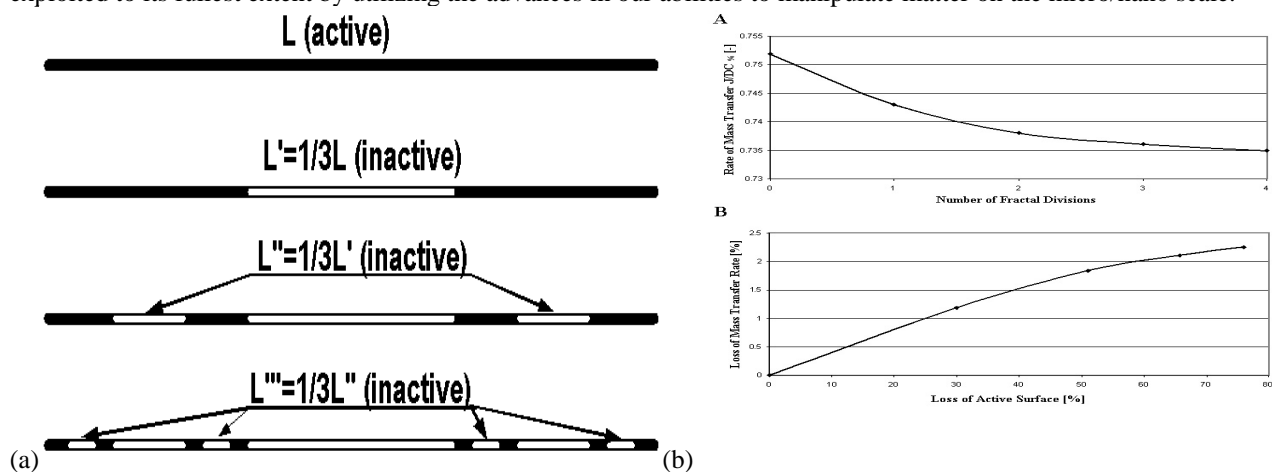 exploited to its fullest extent by utilizing the advances in our abilities to manipulate matter on the micro/nano scale.
L (active)
L'=1/3L (inactive)
L''=1/3L' (inactive)
L'''=1/3L'' (inactive)
(a)
A
Rate of Mass Transfer J/DC % [-]
0.755
0.75
0.745
0.74
0.735
0.73
0 1 2 3 4
Number of Fractal Divisions
B
Loss of Mass Transfer Rate [%]
2.5
2
1.5
1
0.5
0
0 10 20 30 40 50 60 70 80
Loss of Active Surface [%]
(b)